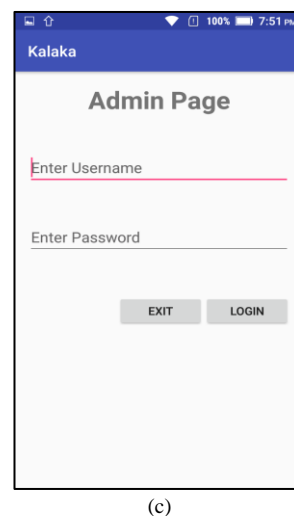 100% 7:51 PM
Kalaka
Admin Page
Enter Username
Enter Password
EXIT LOGIN
(c)